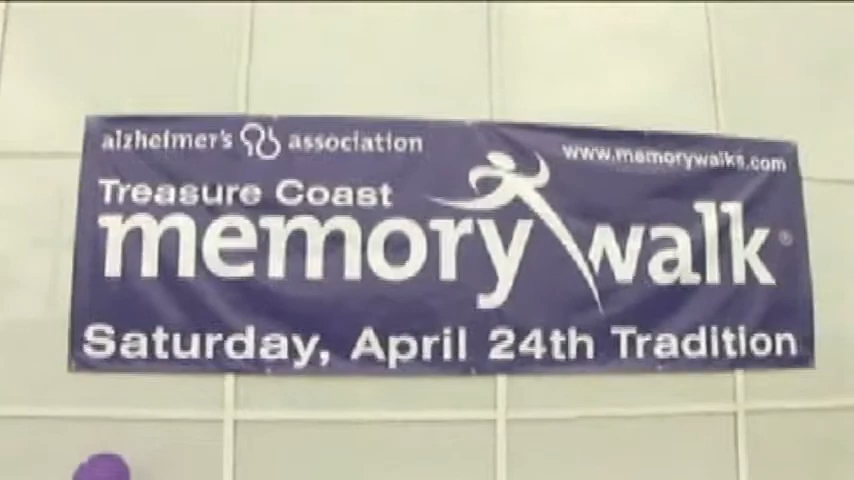 alzheimer's association
www.memorywalks.com
Treasure Coast
memory walk®
Saturday, April 24th Tradition